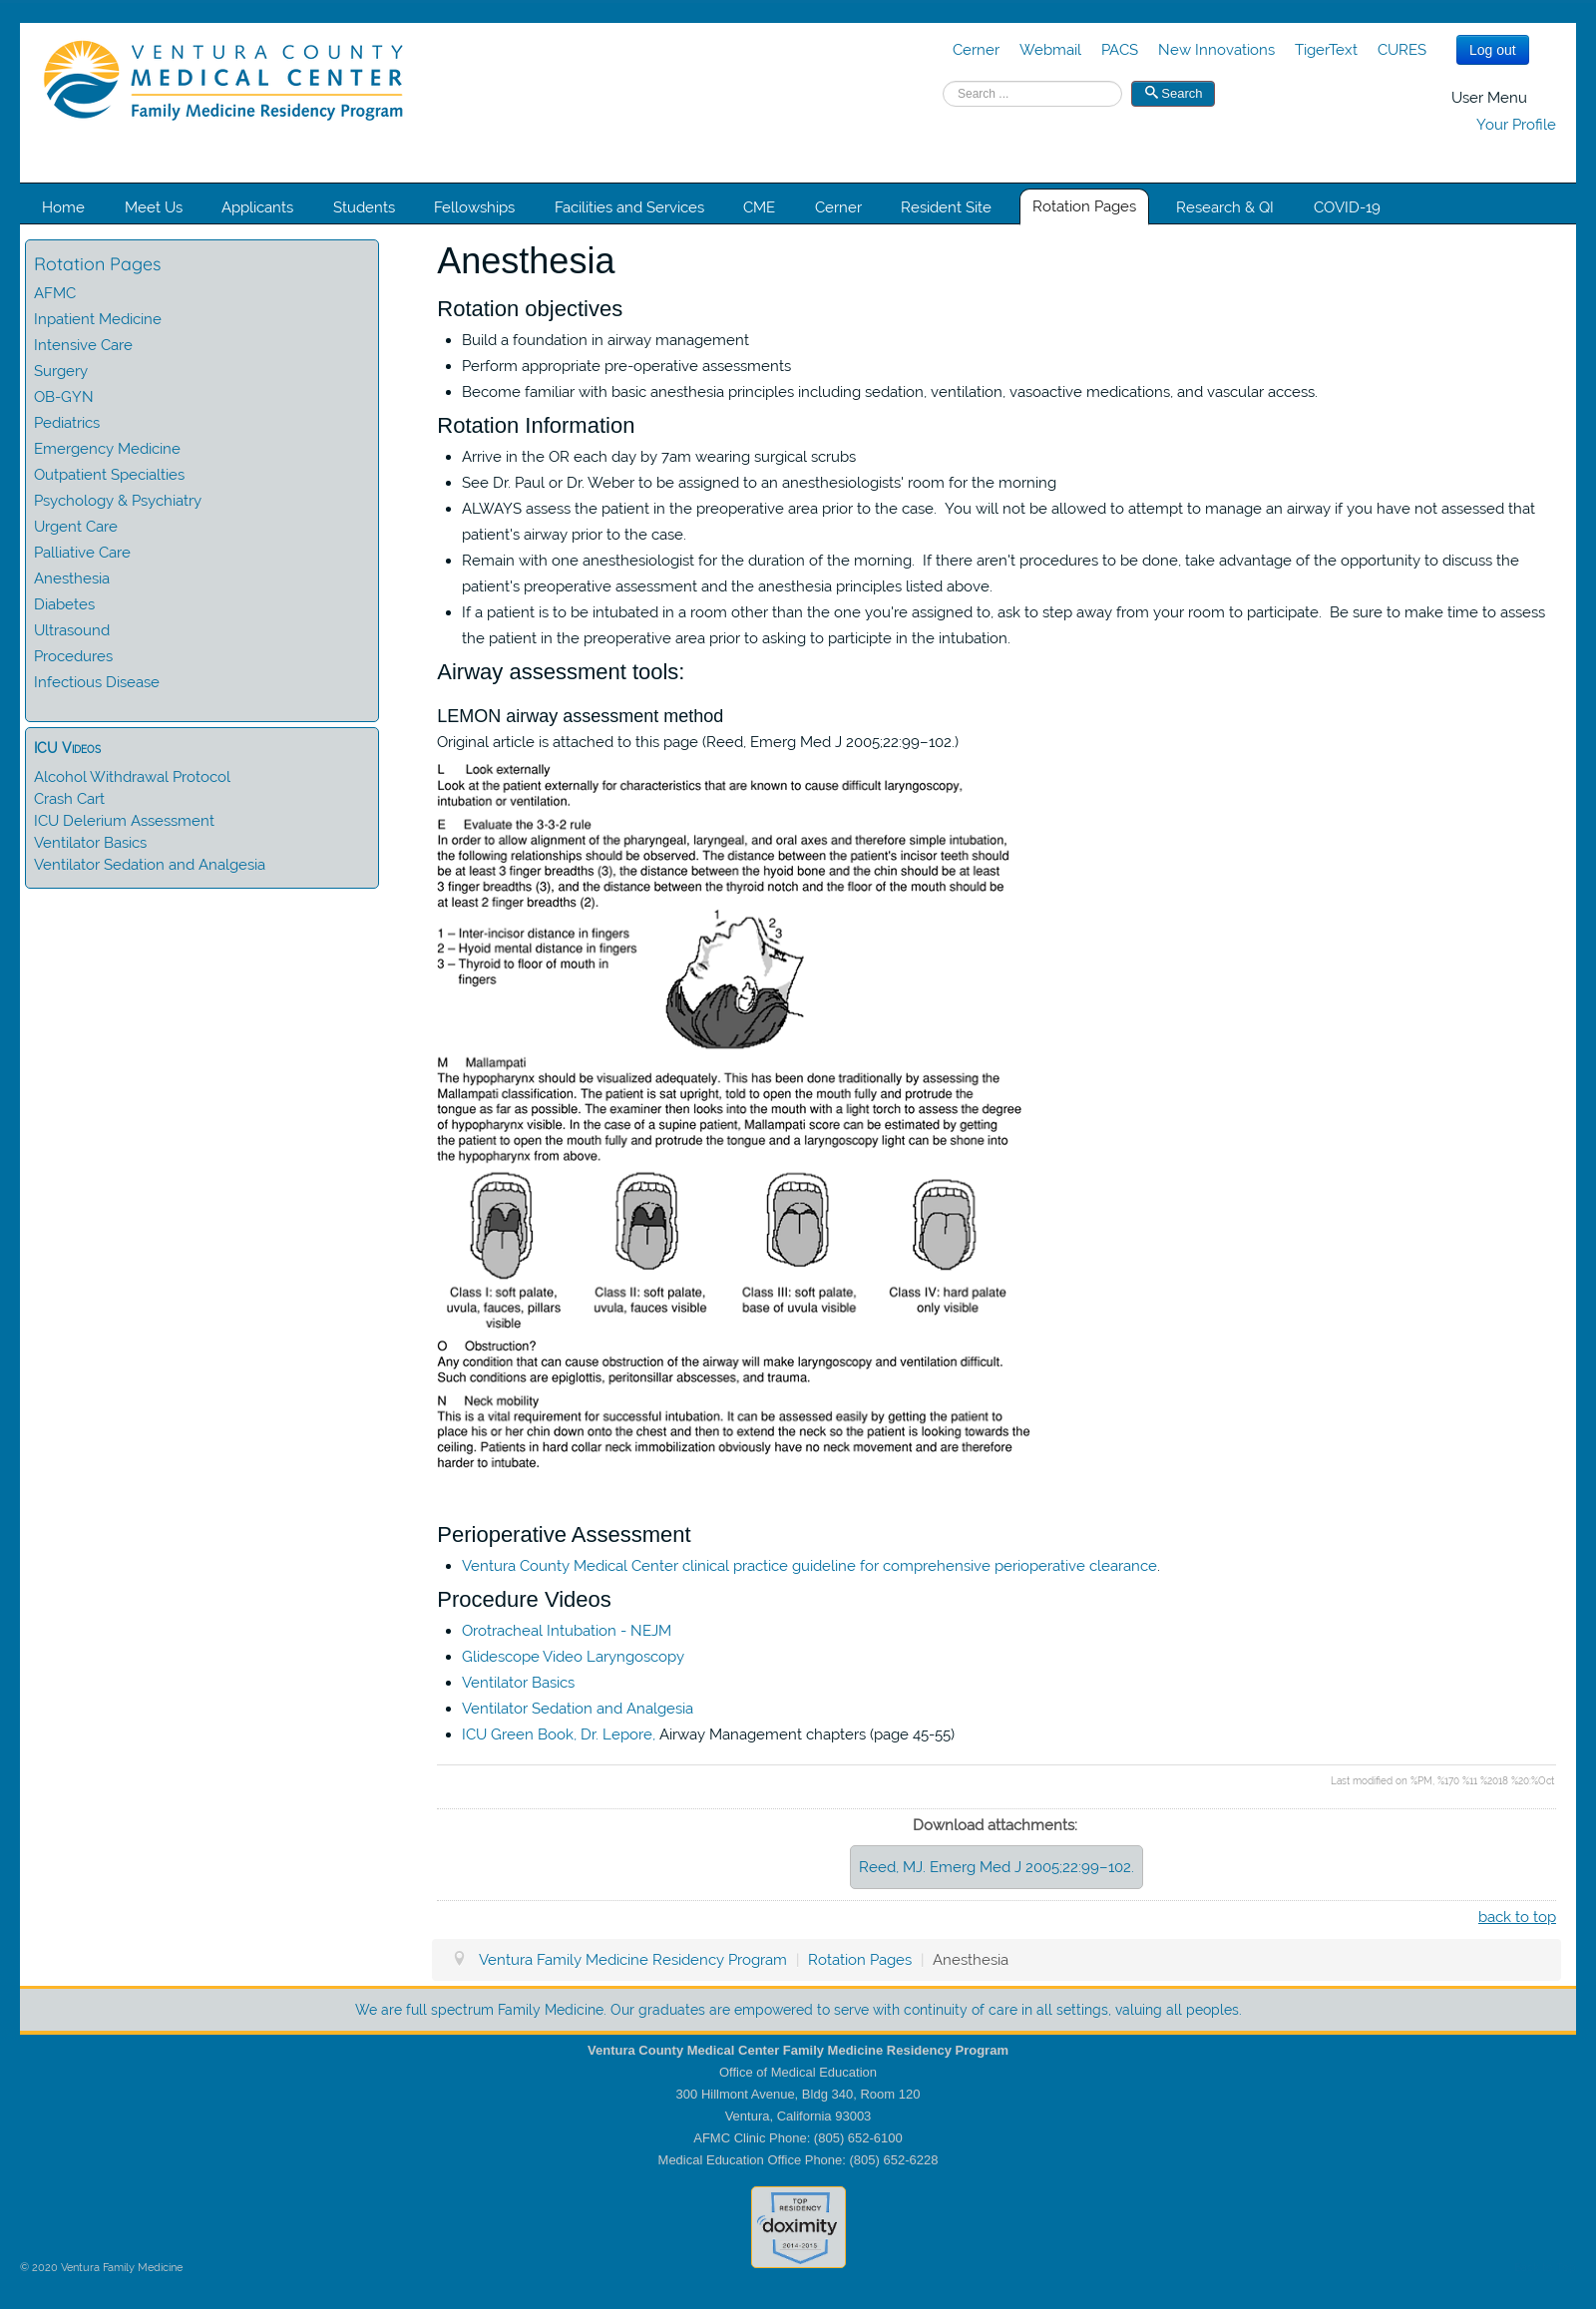 VENTURA COUNTY
MEDICAL CENTER
Family Medicine Residency Program
Cerner Webmail PACS New Innovations TigerText CURES Log out
Search ... Search
User Menu
Your Profile
Home Meet Us Applicants Students Fellowships Facilities and Services CME Cerner Resident Site Rotation Pages Research & QI COVID-19
Rotation Pages
AFMC
Inpatient Medicine
Intensive Care
Surgery
OB-GYN
Pediatrics
Emergency Medicine
Outpatient Specialties
Psychology & Psychiatry
Urgent Care
Palliative Care
Anesthesia
Diabetes
Ultrasound
Procedures
Infectious Disease
ICU Videos
Alcohol Withdrawal Protocol
Crash Cart
ICU Delerium Assessment
Ventilator Basics
Ventilator Sedation and Analgesia
Anesthesia
Rotation objectives
Build a foundation in airway management
Perform appropriate pre-operative assessments
Become familiar with basic anesthesia principles including sedation, ventilation, vasoactive medications, and vascular access.
Rotation Information
Arrive in the OR each day by 7am wearing surgical scrubs
See Dr. Paul or Dr. Weber to be assigned to an anesthesiologists' room for the morning
ALWAYS assess the patient in the preoperative area prior to the case. You will not be allowed to attempt to manage an airway if you have not assessed that
patient's airway prior to the case.
Remain with one anesthesiologist for the duration of the morning. If there aren't procedures to be done, take advantage of the opportunity to discuss the
patient's preoperative assessment and the anesthesia principles listed above.
If a patient is to be intubated in a room other than the one you're assigned to, ask to step away from your room to participate. Be sure to make time to assess
the patient in the preoperative area prior to asking to participte in the intubation.
Airway assessment tools:
LEMON airway assessment method
Original article is attached to this page (Reed, Emerg Med J 2005;22:99–102.)
L Look externally
Look at the patient externally for characteristics that are known to cause difficult laryngoscopy,
intubation or ventilation.
E Evaluate the 3-3-2 rule
In order to allow alignment of the pharyngeal, laryngeal, and oral axes and therefore simple intubation,
the following relationships should be observed. The distance between the patient's incisor teeth should
be at least 3 finger breadths (3), the distance between the hyoid bone and the chin should be at least
3 finger breadths (3), and the distance between the thyroid notch and the floor of the mouth should be
at least 2 finger breadths (2).
1 – Inter-incisor distance in fingers
2 – Hyoid mental distance in fingers
3 – Thyroid to floor of mouth in
fingers
1
2
3
M Mallampati
The hypopharynx should be visualized adequately. This has been done traditionally by assessing the
Mallampati classification. The patient is sat upright, told to open the mouth fully and protrude the
tongue as far as possible. The examiner then looks into the mouth with a light torch to assess the degree
of hypopharynx visible. In the case of a supine patient, Mallampati score can be estimated by getting
the patient to open the mouth fully and protrude the tongue and a laryngoscopy light can be shone into
the hypopharynx from above.
Class I: soft palate,
uvula, fauces, pillars
visible
Class II: soft palate,
uvula, fauces visible
Class III: soft palate,
base of uvula visible
Class IV: hard palate
only visible
O Obstruction?
Any condition that can cause obstruction of the airway will make laryngoscopy and ventilation difficult.
Such conditions are epiglottis, peritonsillar abscesses, and trauma.
N Neck mobility
This is a vital requirement for successful intubation. It can be assessed easily by getting the patient to
place his or her chin down onto the chest and then to extend the neck so the patient is looking towards the
ceiling. Patients in hard collar neck immobilization obviously have no neck movement and are therefore
harder to intubate.
Perioperative Assessment
Ventura County Medical Center clinical practice guideline for comprehensive perioperative clearance.
Procedure Videos
Orotracheal Intubation - NEJM
Glidescope Video Laryngoscopy
Ventilator Basics
Ventilator Sedation and Analgesia
ICU Green Book, Dr. Lepore, Airway Management chapters (page 45-55)
Last modified on %PM, %170 %11 %2018 %20:%Oct
Download attachments:
Reed, MJ. Emerg Med J 2005;22:99–102.
back to top
Ventura Family Medicine Residency Program | Rotation Pages | Anesthesia
We are full spectrum Family Medicine. Our graduates are empowered to serve with continuity of care in all settings, valuing all peoples.
Ventura County Medical Center Family Medicine Residency Program
Office of Medical Education
300 Hillmont Avenue, Bldg 340, Room 120
Ventura, California 93003
AFMC Clinic Phone: (805) 652-6100
Medical Education Office Phone: (805) 652-6228
TOP
RESIDENCY
doximity
2014-2015
© 2020 Ventura Family Medicine